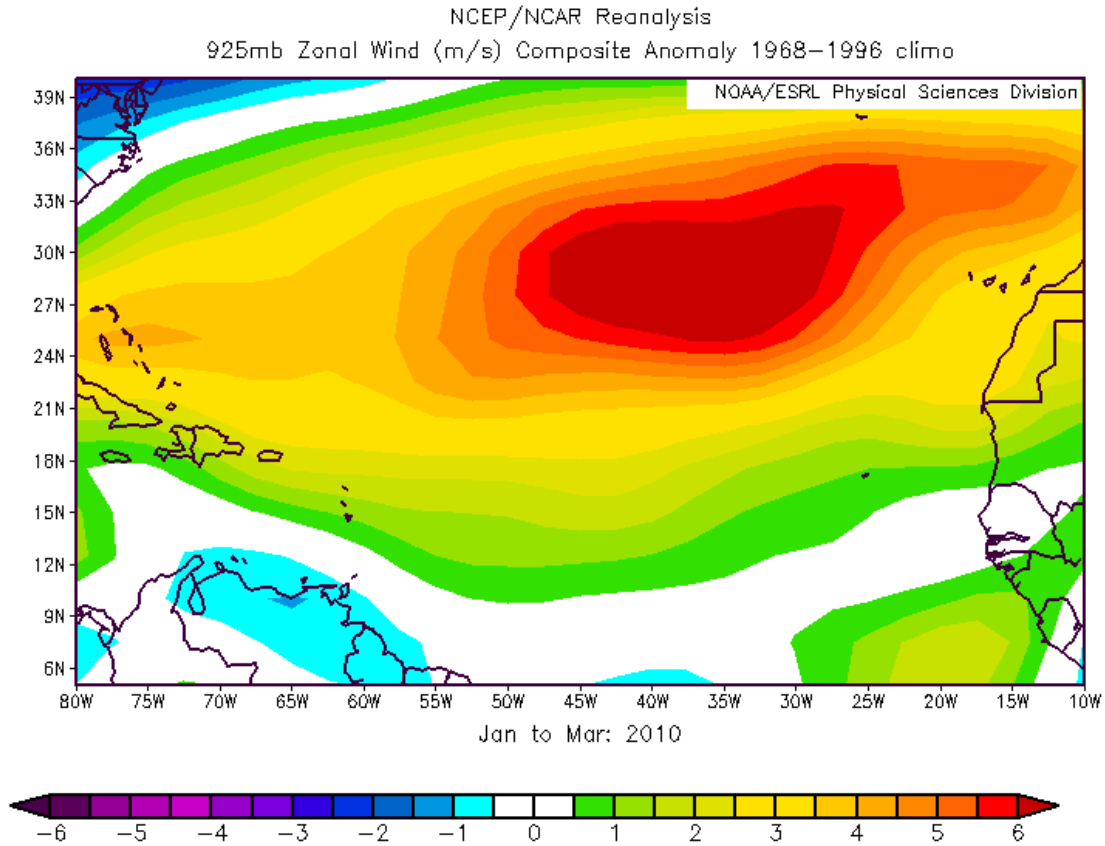 NCEP/NCAR Reanalysis
925mb Zonal Wind (m/s) Composite Anomaly 1968-1996 climo
NOAA/ESRL Physical Sciences Division
39N
36N
33N
30N
27N
24N
21N
18N
15N
12N
9N
6N
80W 75W 70W 65W 60W 55W 50W 45W 40W 35W 30W 25W 20W 15W 10W
Jan to Mar: 2010
-6 -5 -4 -3 -2 -1 0 1 2 3 4 5 6